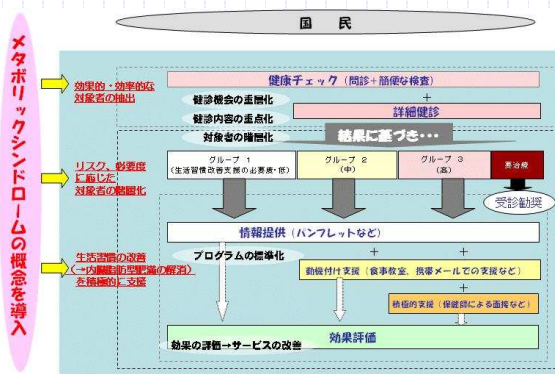 国 民
メタボリックシンドロームの概念を導入
効果的・効率的な
対象者の抽出
健康チェック（問診＋簡便な検査）
健診機会の重層化
＋
健診内容の重点化
詳細健診
対象者の階層化
結果に基づき・・・
リスク、必要度
に応じた
対象者の階層化
グループ １
（生活習慣改善支援の必要度・低）
グループ ２
（中）
グループ ３
（高）
要治療
受診勧奨
情報提供（パンフレットなど）
プログラムの標準化
＋
＋
生活習慣の改善
（→内臓脂肪型肥満の解消）
を積極的に支援
動機付け支援（食事教室、携帯メールでの支援など）
＋
積極的支援（保健師による面接など）
効果評価
効果の評価→サービスの改善